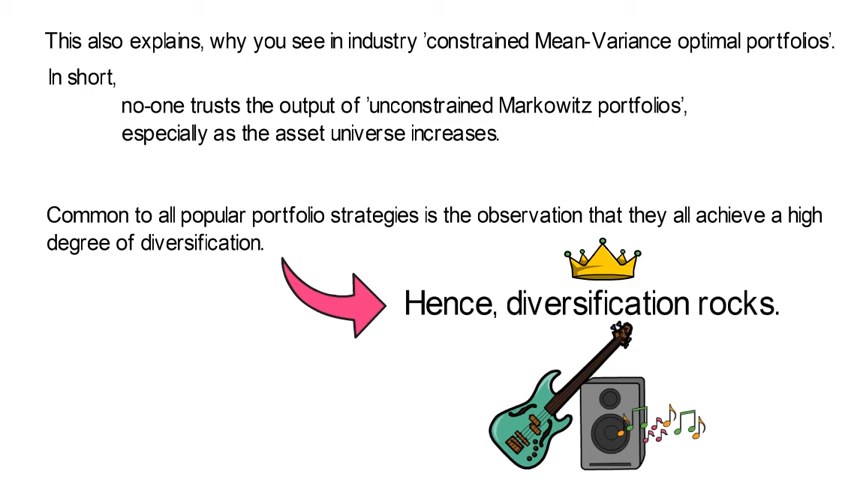 This also explains, why you see in industry 'constrained Mean-Variance optimal portfolios'.
In short,
no-one trusts the output of 'unconstrained Markowitz portfolios',
especially as the asset universe increases.
Common to all popular portfolio strategies is the observation that they all achieve a high
degree of diversification.
Hence, diversification rocks.